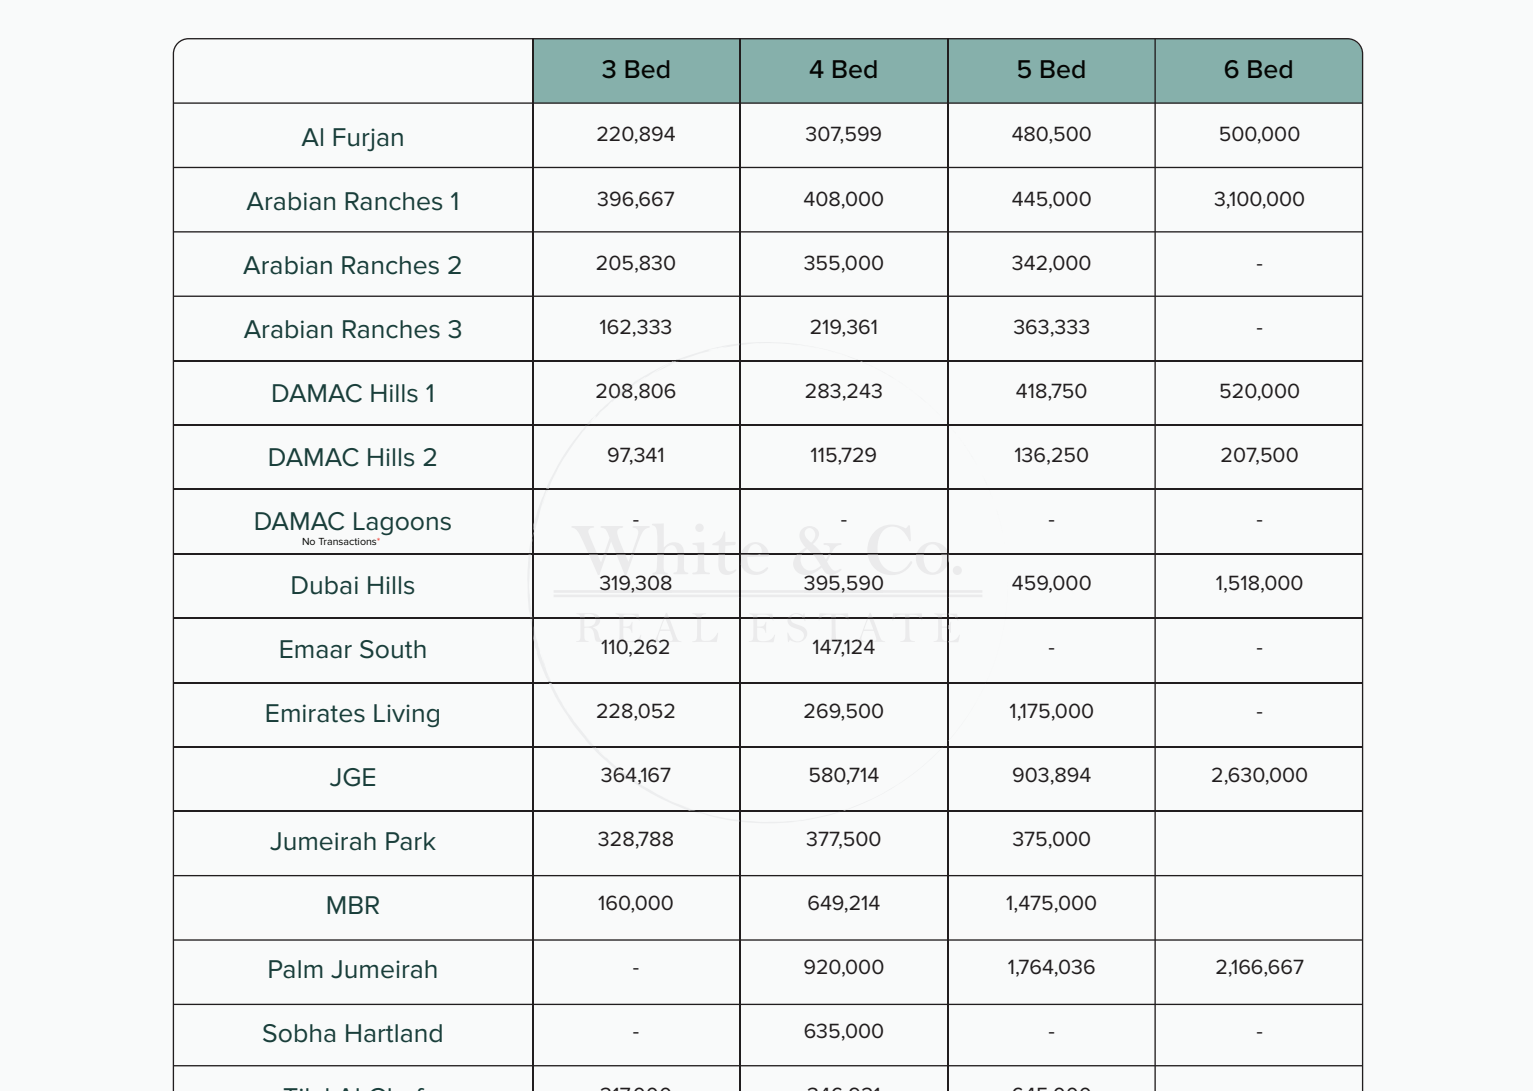 3 Bed 4 Bed 5 Bed 6 Bed
Al Furjan 220,894 307,599 480,500 500,000
Arabian Ranches 1 396,667 408,000 445,000 3,100,000
Arabian Ranches 2 205,830 355,000 342,000 -
Arabian Ranches 3 162,333 219,361 363,333 -
DAMAC Hills 1 208,806 283,243 418,750 520,000
DAMAC Hills 2 97,341 115,729 136,250 207,500
DAMAC Lagoons - - - -
No Transactions*
White & Co.
Dubai Hills 319,308 395,590 459,000 1,518,000
REAL ESTATE
Emaar South 110,262 147,124 - -
Emirates Living 228,052 269,500 1,175,000 -
JGE 364,167 580,714 903,894 2,630,000
Jumeirah Park 328,788 377,500 375,000
MBR 160,000 649,214 1,475,000
Palm Jumeirah - 920,000 1,764,036 2,166,667
Sobha Hartland - 635,000 - -